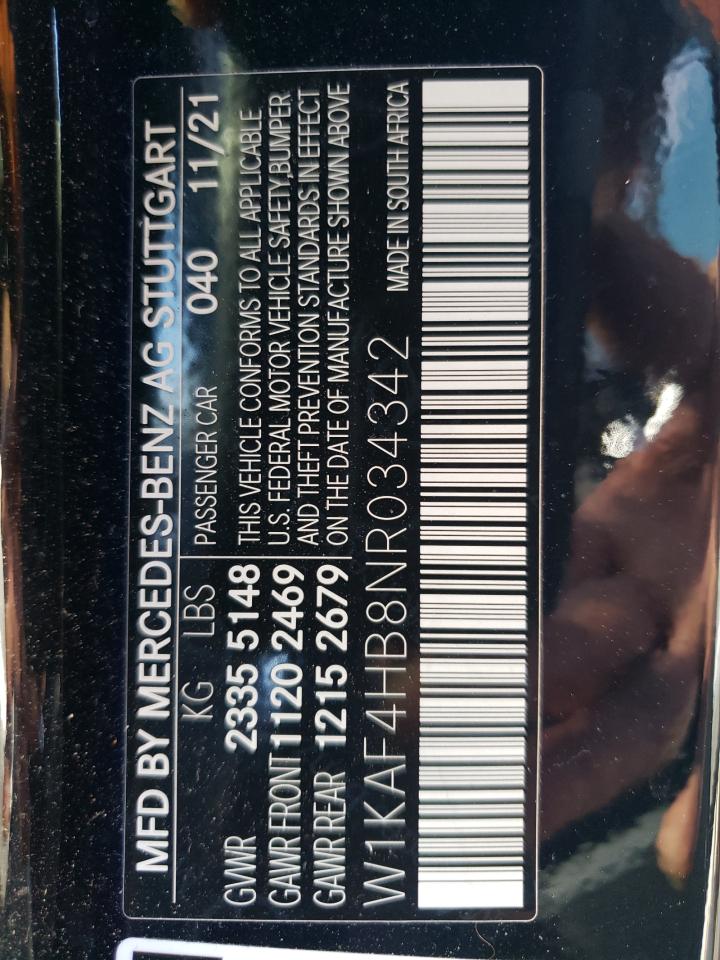 MFD BY MERCEDES-BENZ AG STUTTGART
KG LBS PASSENGER CAR 040 11/21
GVWR 2335 5148 THIS VEHICLE CONFORMS TO ALL APPLICABLE
GAWR FRONT 1120 2469 U.S. FEDERAL MOTOR VEHICLE SAFETY,BUMPER
GAWR REAR 1215 2679 AND THEFT PREVENTION STANDARDS IN EFFECT
ON THE DATE OF MANUFACTURE SHOWN ABOVE
W1KAF4HB8NR034342 MADE IN SOUTH AFRICA